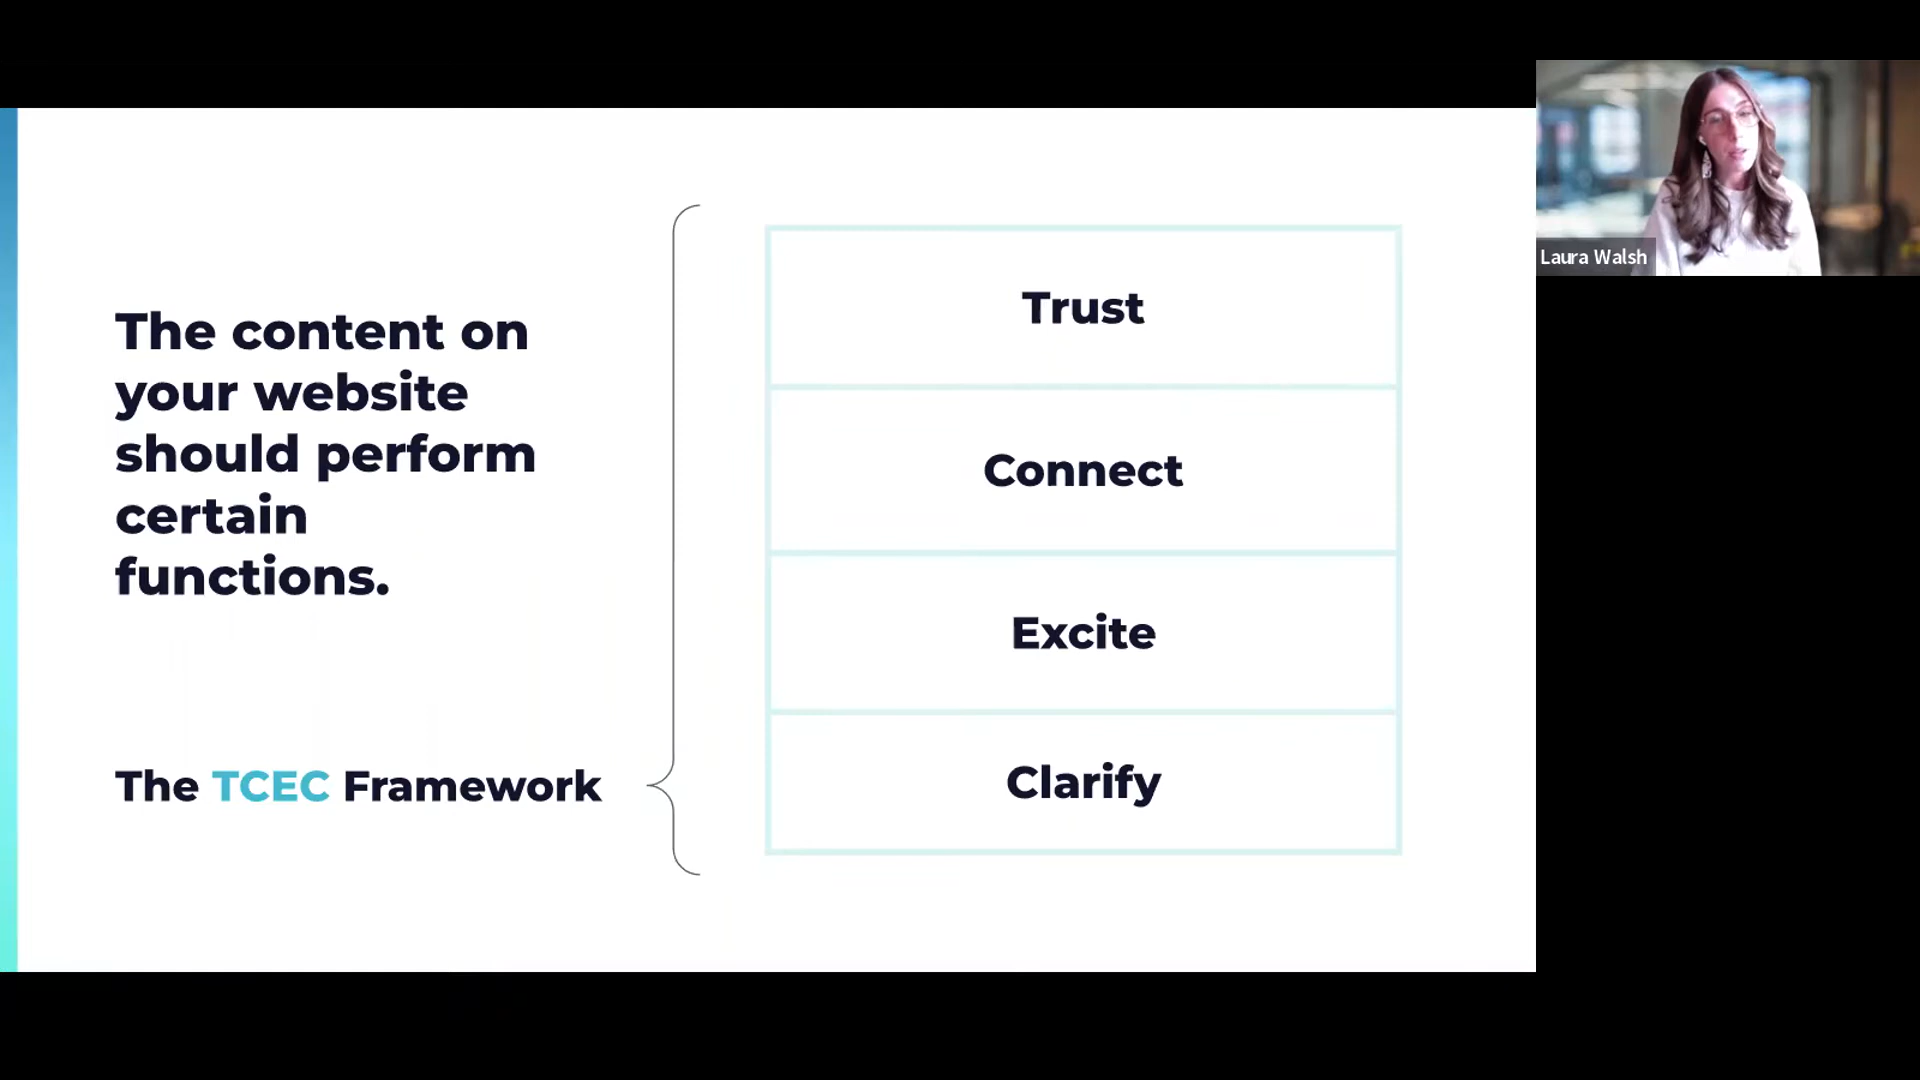 The content on
your website
should perform
certain
functions.
The TCEC Framework
Trust
Connect
Excite
Clarify
Laura Walsh